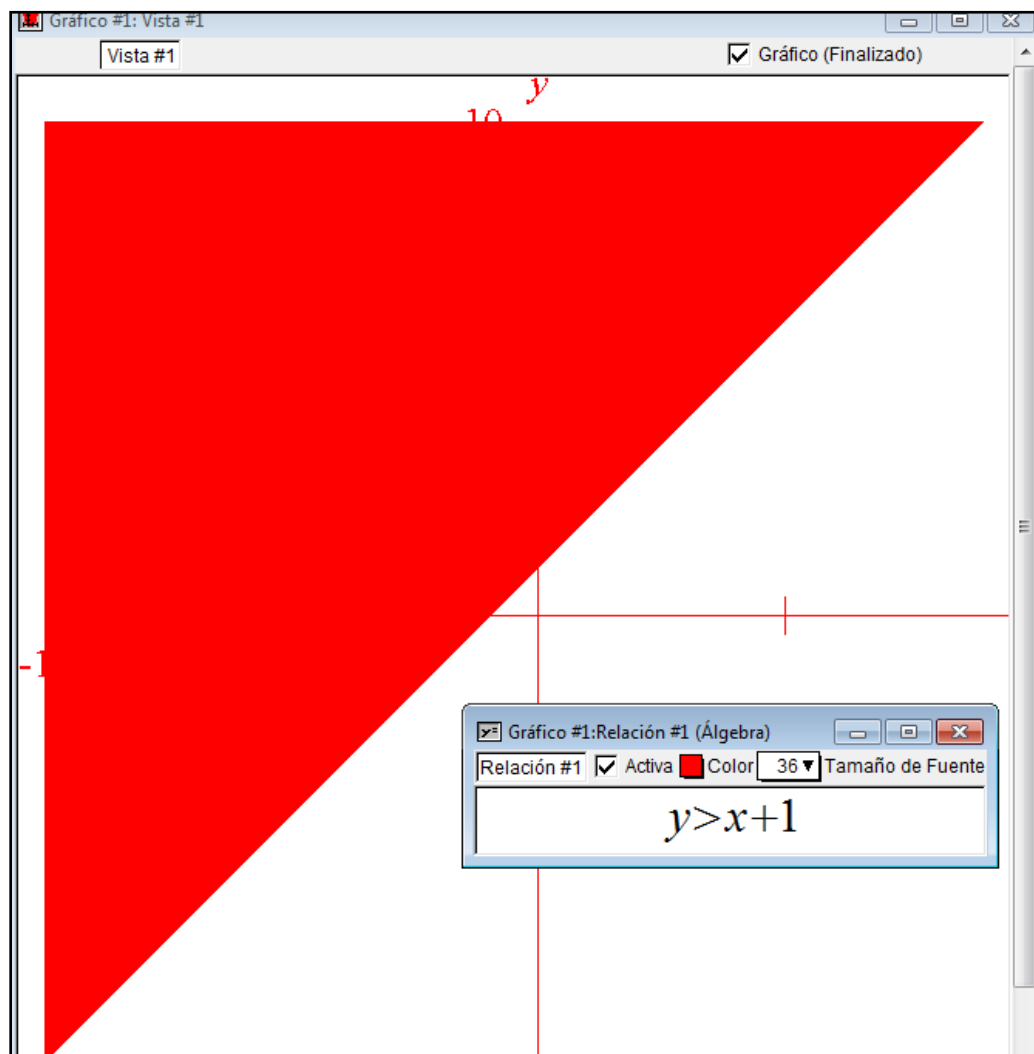 Gráfico #1: Vista #1
Vista #1 Gráfico (Finalizado)
y
10
Gráfico #1:Relación #1 (Álgebra)
Relación #1 Activa Color 36 Tamaño de Fuente
y>x+1